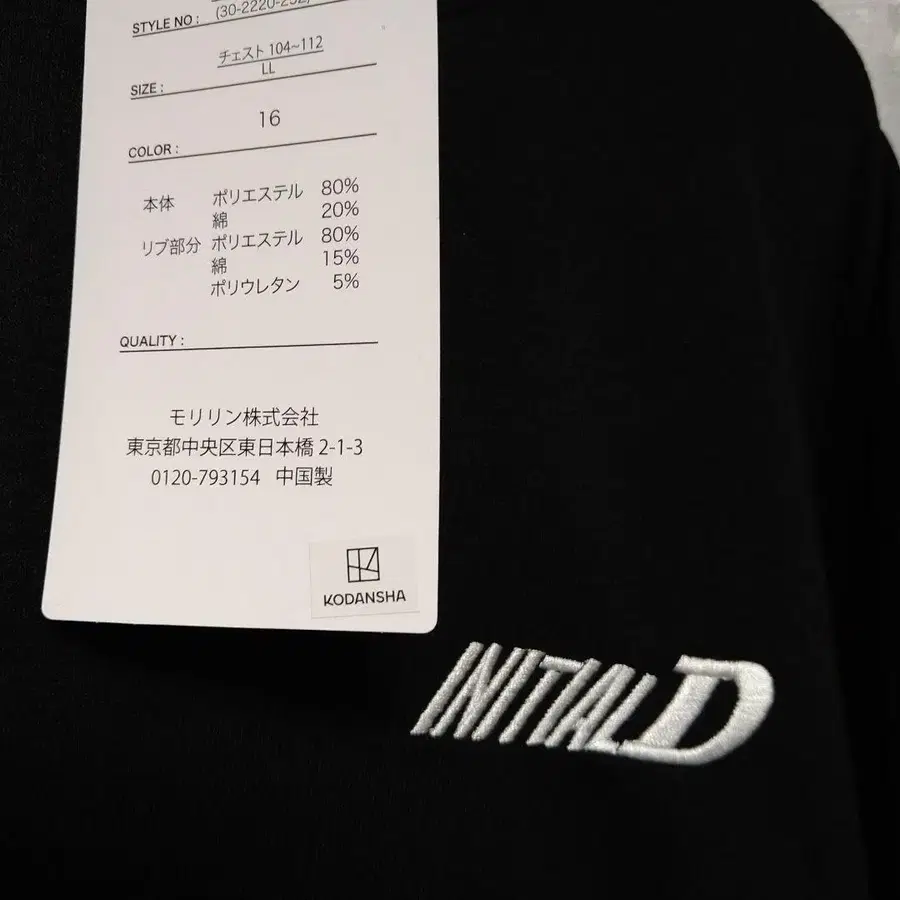 STYLE NO :
チェスト 104~112
LL
SIZE :
16
COLOR :
本体 ポリエステル 80%
綿 20%
リブ部分 ポリエステル 80%
綿 15%
ポリウレタン 5%
QUALITY :
モリリン株式会社
東京都中央区東日本橋 2-1-3
0120-793154 中国製
KODANSHA
INITIAL D